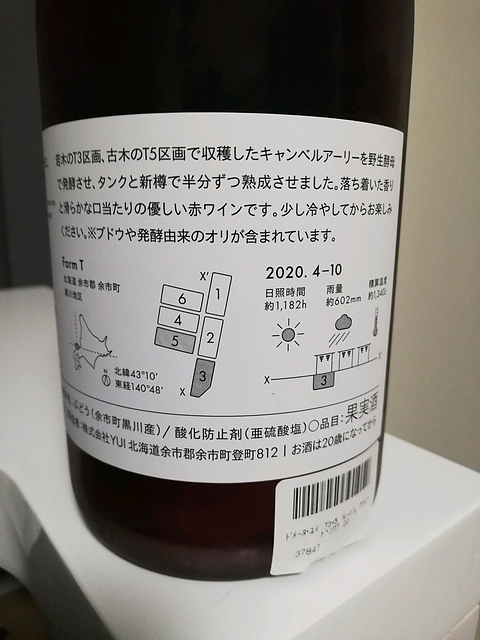 若木のT3区画、古木のT5区画で収穫したキャンベルアーリーを野生酵母
で発酵させ、タンクと新樽で半分ずつ熟成させました。落ち着いた香り
と滑らかな口当たりの優しい赤ワインです。少し冷やしてからお楽しみ
ください。※ブドウや発酵由来のオリが含まれています。
Farm T
北海道 余市郡 余市町
黒川地区
X'
1
6
4
2
5
3
X
N
北緯43°10'
東経140°48'
2020. 4–10
日照時間
約1,182h
雨量
約602mm
積算温度
約1,340℃
X
X'
3
ぶどう(余市町黒川産)/ 酸化防止剤(亜硫酸塩)〇品目:果実酒
株式会社YUI 北海道余市郡余市町登町812 | お酒は20歳になってから
ドメーヌ・ユイ
37847